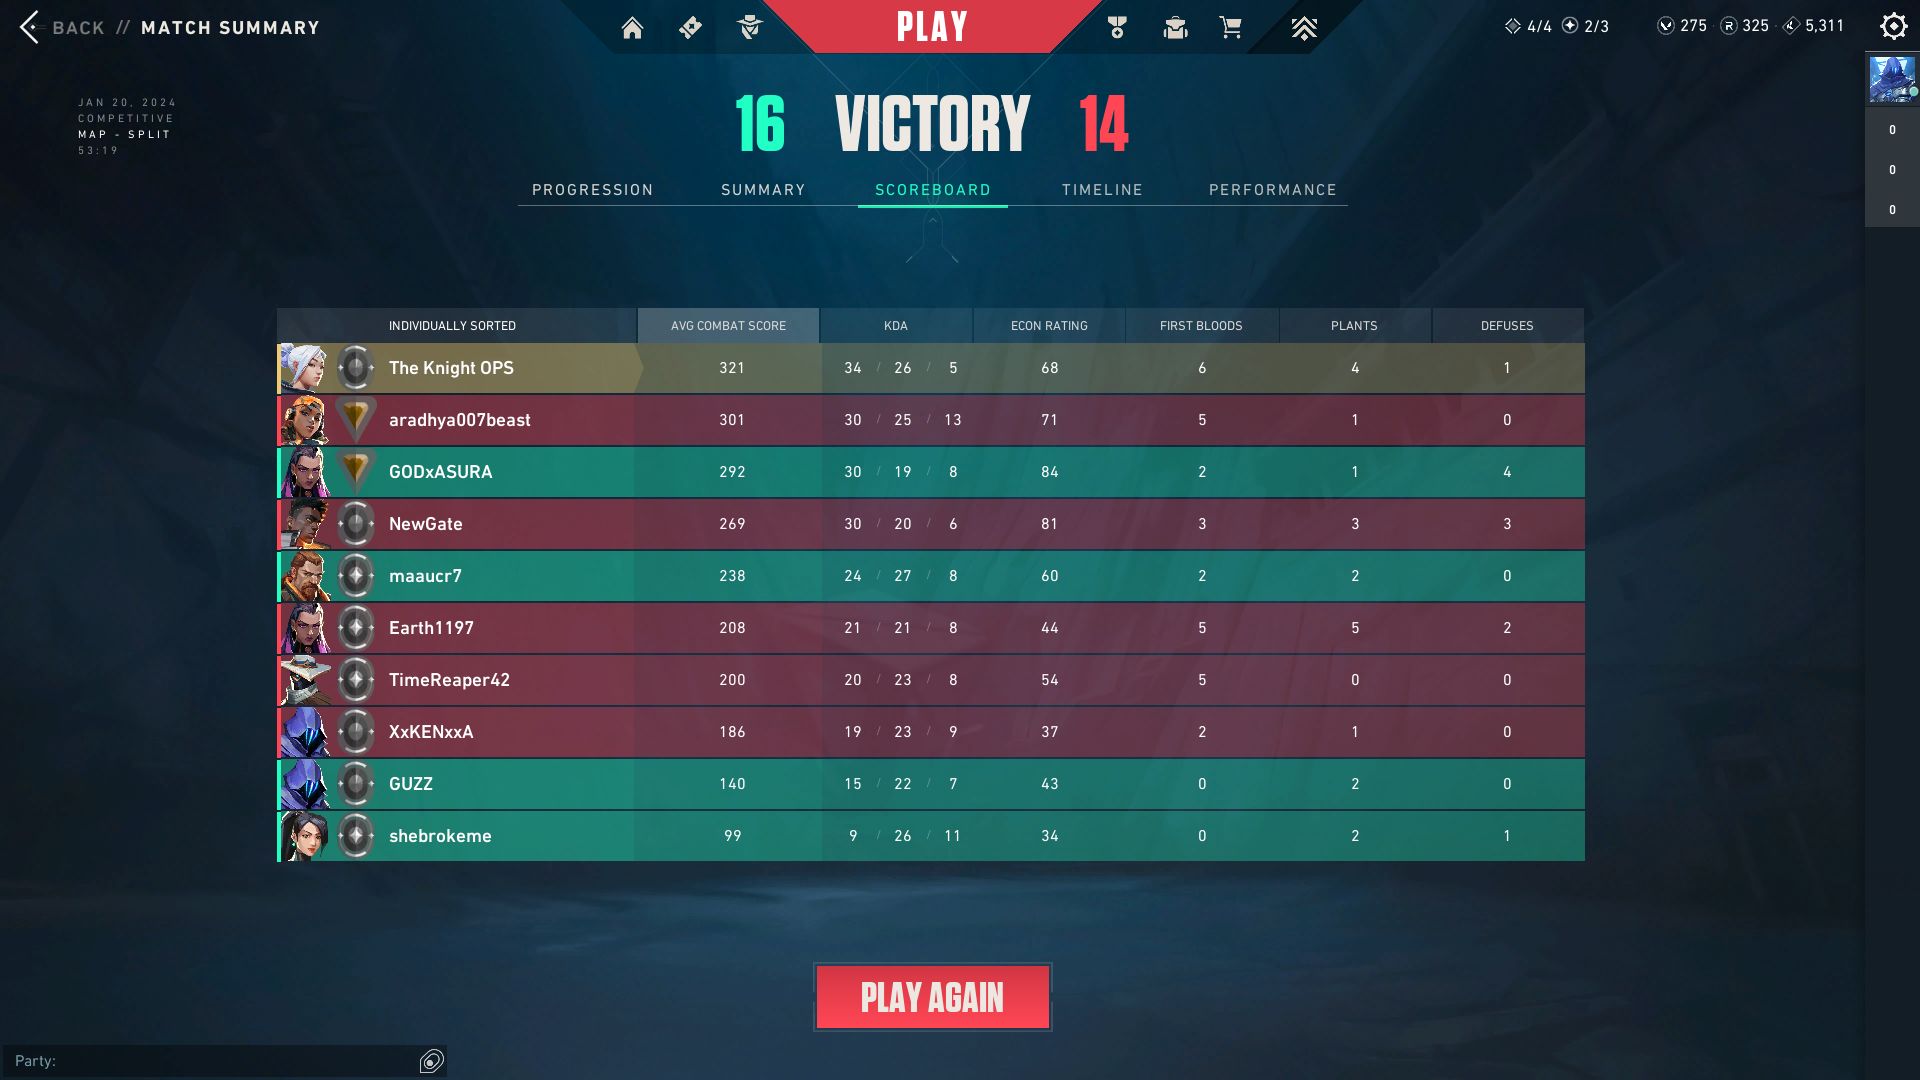 BACK // MATCH SUMMARY
PLAY
4/4 2/3 275 325 5,311
JAN 20, 2024
COMPETITIVE
MAP - SPLIT
53:19
16 VICTORY 14
PROGRESSION SUMMARY SCOREBOARD TIMELINE PERFORMANCE
0
0
0
INDIVIDUALLY SORTED AVG COMBAT SCORE KDA ECON RATING FIRST BLOODS PLANTS DEFUSES
The Knight OPS 321 34 / 26 / 5 68 6 4 1
aradhya007beast 301 30 / 25 / 13 71 5 1 0
GODxASURA 292 30 / 19 / 8 84 2 1 4
NewGate 269 30 / 20 / 6 81 3 3 3
maaucr7 238 24 / 27 / 8 60 2 2 0
Earth1197 208 21 / 21 / 8 44 5 5 2
TimeReaper42 200 20 / 23 / 8 54 5 0 0
XxKENxxA 186 19 / 23 / 9 37 2 1 0
GUZZ 140 15 / 22 / 7 43 0 2 0
shebrokeme 99 9 / 26 / 11 34 0 2 1
PLAY AGAIN
Party: